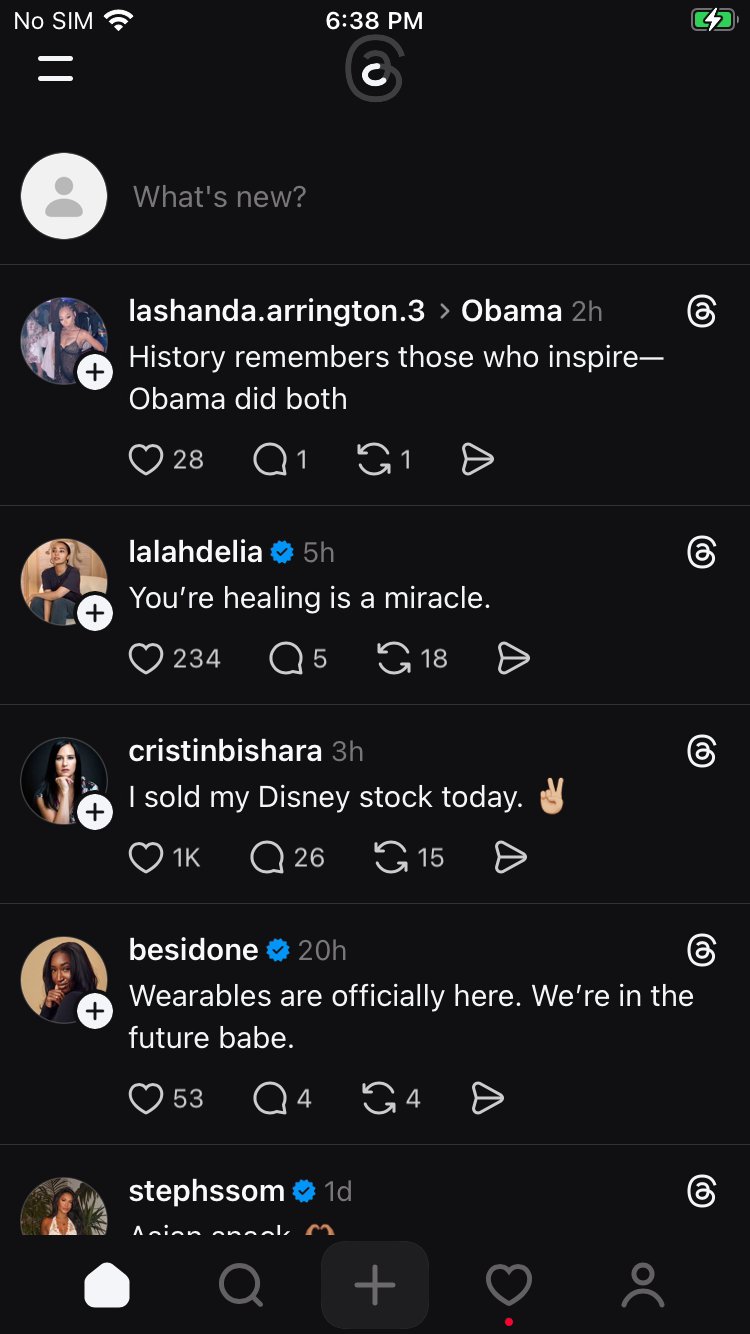 No SIM 6:38 PM
What's new?
lashanda.arrington.3 > Obama 2h
History remembers those who inspire—
Obama did both
28 1 1
lalahdelia 5h
You’re healing is a miracle.
234 5 18
cristinbishara 3h
I sold my Disney stock today. ✌🏼
1K 26 15
besidone 20h
Wearables are officially here. We’re in the
future babe.
53 4 4
stephssom 1d
Asian snack